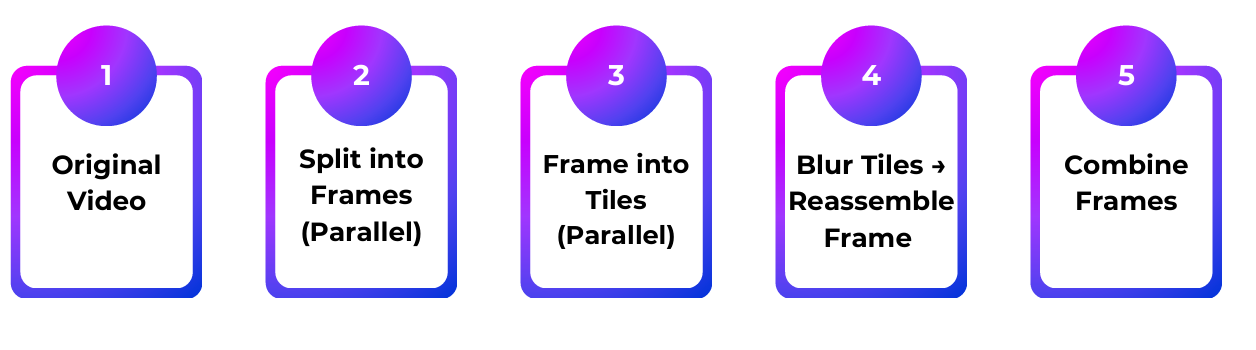 1
Original
Video
2
Split into
Frames
(Parallel)
3
Frame into
Tiles
(Parallel)
4
Blur Tiles →
Reassemble
Frame
5
Combine
Frames